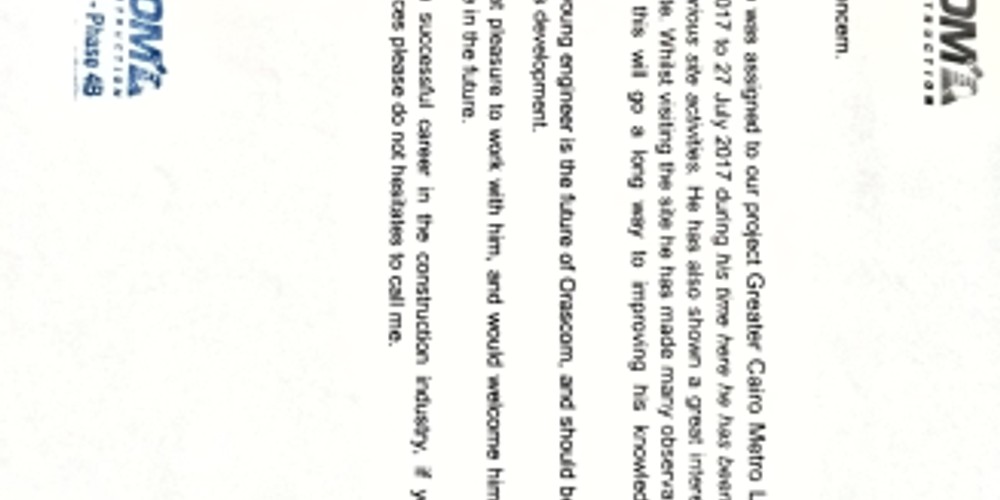 OM
TRUCTION
oncern.
was assigned to our project Greater Cairo Metro L
017 to 27 July 2017 during his time here he has been
rious site activities. He has also shown a great intere
le. Whilst visiting the site he has made many observa
this will go a long way to improving his knowled
young engineer is the future of Orascom, and should b
s development.
at pleasure to work with him, and would welcome him
e in the future.
successful career in the construction industry, if y
ces please do not hesitates to call me.
OM
RUCTION
- Phase 4B